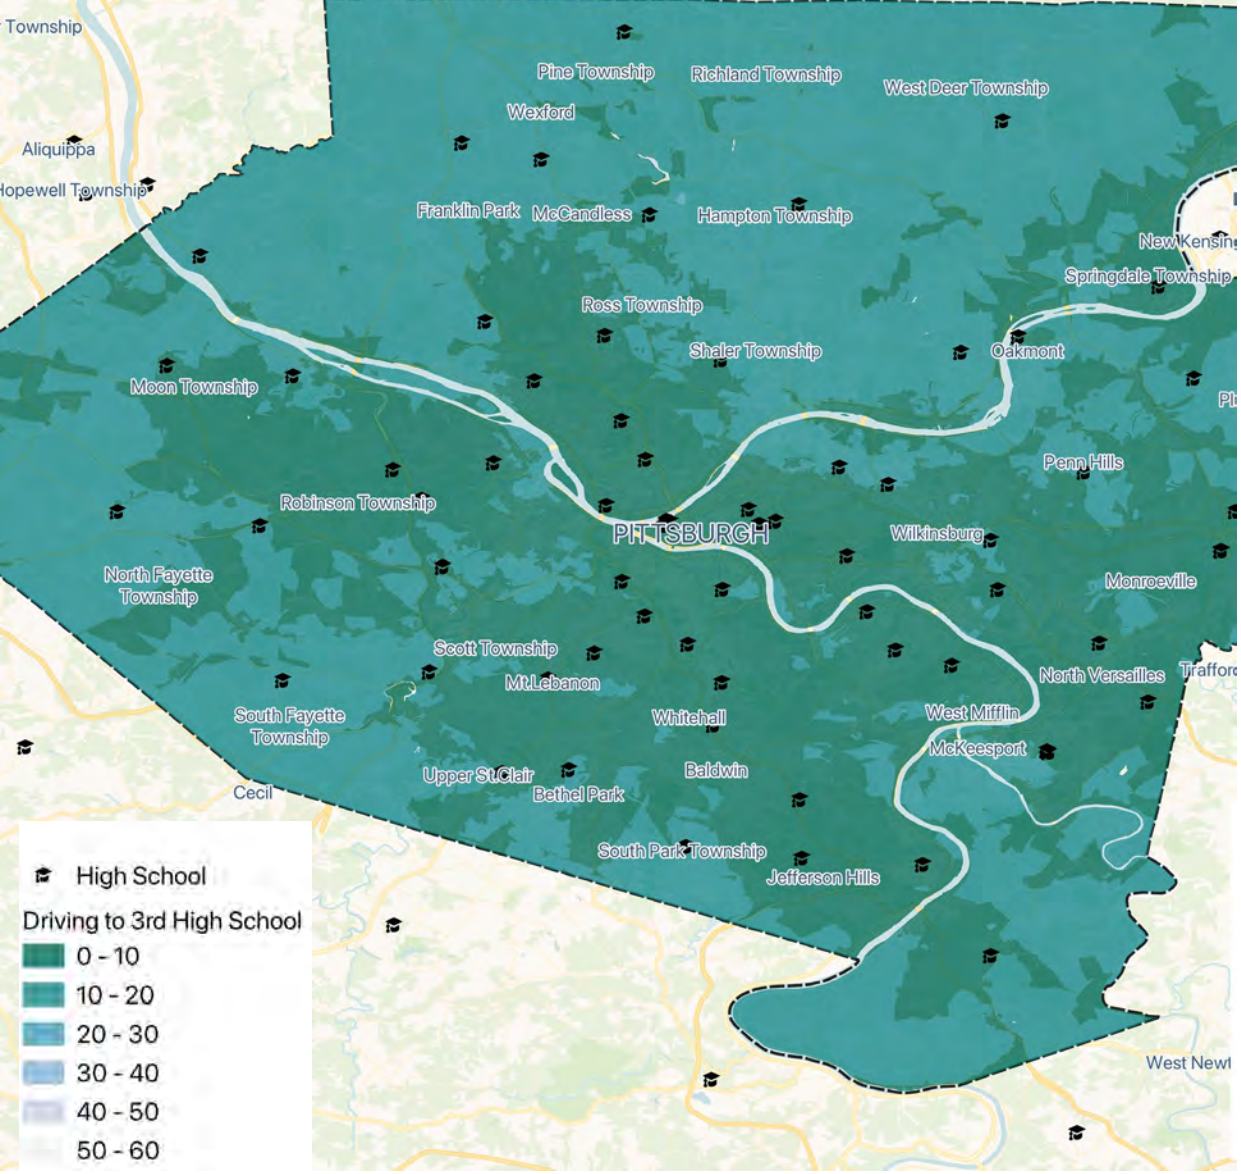 Township
Pine Township
Richland Township
West Deer Township
Wexford
Aliquippa
Hopewell Township
Franklin Park
McCandless
Hampton Township
New Kensing
Springdale Township
Ross Township
Shaler Township
Oakmont
Moon Township
Penn Hills
Robinson Township
PITTSBURGH
Wilkinsburg
North Fayette
Township
Monroeville
Scott Township
Mt.Lebanon
North Versailles
Trafford
South Fayette
Township
Whitehall
West Mifflin
McKeesport
Upper St.Clair
Baldwin
Cecil
Bethel Park
South Park Township
Jefferson Hills
West Newt
High School
Driving to 3rd High School
0 - 10
10 - 20
20 - 30
30 - 40
40 - 50
50 - 60